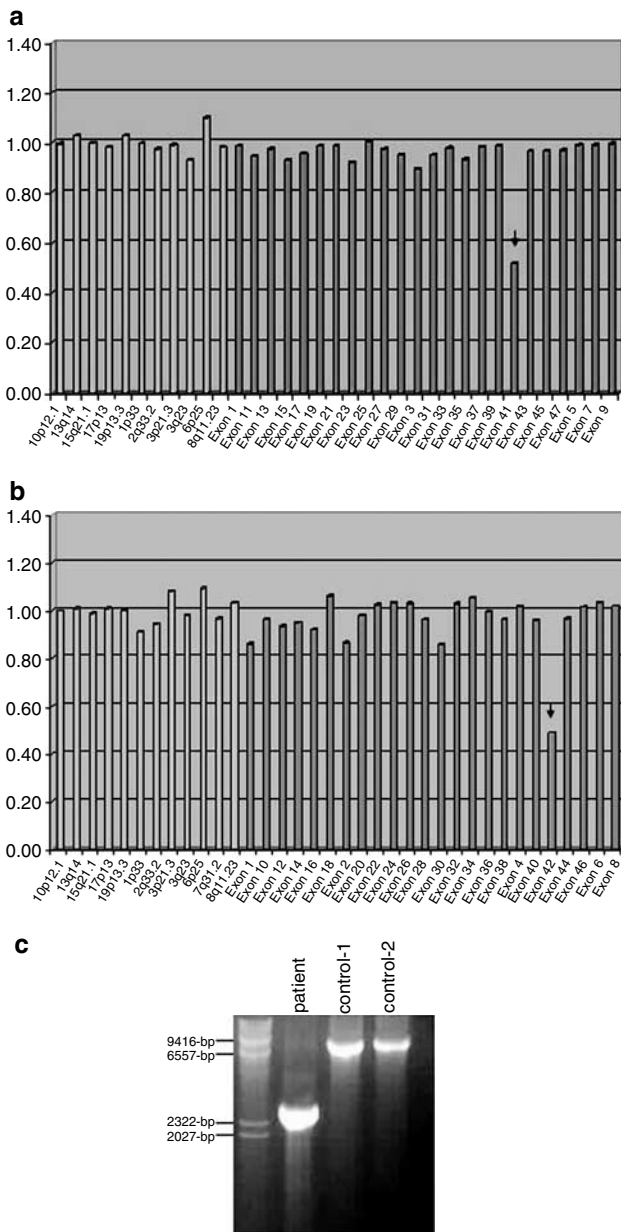 a
1.40
1.20
1.00
0.80
0.60
0.40
0.20
0.00
10p12.1
13q14
15q21.1
17p13
19p13.3
1p33
2q33.2
3p21.3
3q23
6p25
8q11.23
Exon 1
Exon 11
Exon 13
Exon 15
Exon 17
Exon 19
Exon 21
Exon 23
Exon 25
Exon 27
Exon 29
Exon 3
Exon 31
Exon 33
Exon 35
Exon 37
Exon 39
Exon 41
Exon 43
Exon 45
Exon 47
Exon 5
Exon 7
Exon 9
b
1.40
1.20
1.00
0.80
0.60
0.40
0.20
0.00
10p12.1
13q14
15q21.1
17p13
19p13.3
1p33
2q33.2
3p21.3
3q23
6p25
7q31.2
8q11.23
Exon 1
Exon 10
Exon 12
Exon 14
Exon 16
Exon 18
Exon 2
Exon 20
Exon 22
Exon 24
Exon 26
Exon 28
Exon 30
Exon 32
Exon 34
Exon 36
Exon 38
Exon 4
Exon 40
Exon 42
Exon 44
Exon 46
Exon 6
Exon 8
c
patient
control-1
control-2
9416-bp
6557-bp
2322-bp
2027-bp